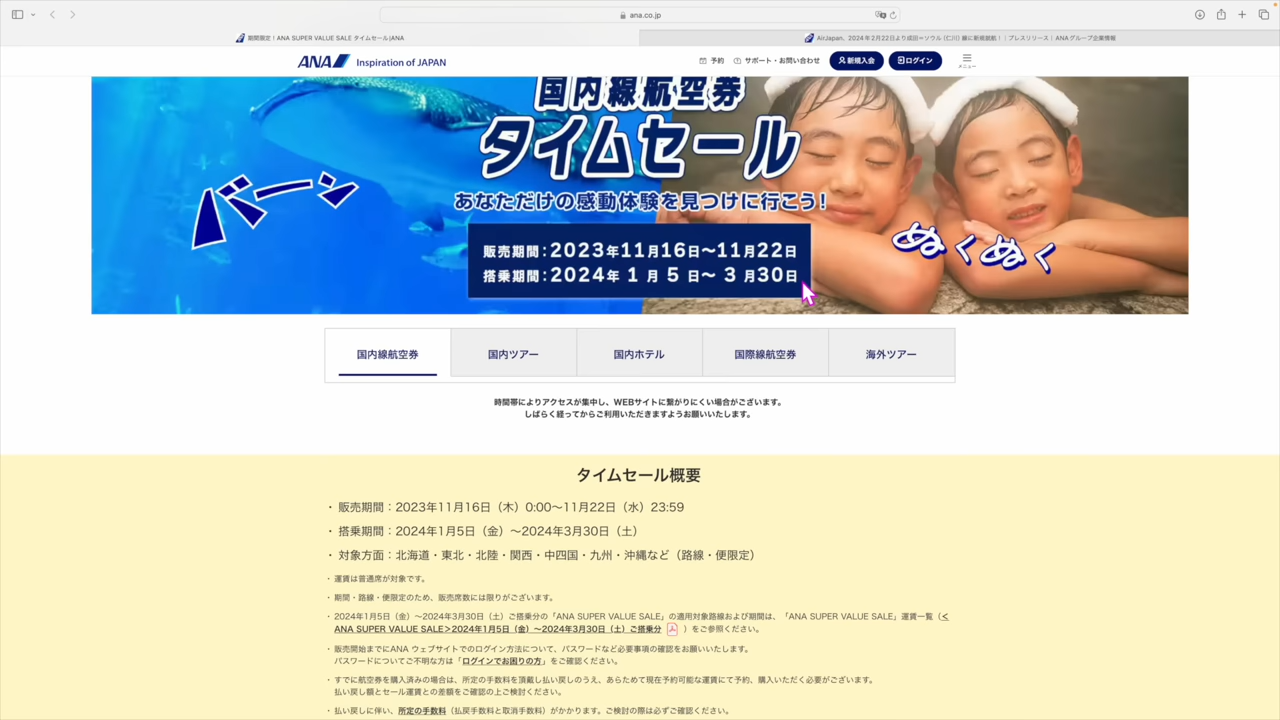 ana.co.jp
期間限定！ANA SUPER VALUE SALE タイムセール|ANA
AirJapan、2024年2月22日より成田＝ソウル (仁川) 線に新規就航！｜プレスリリース｜ANAグループ企業情報
ANA Inspiration of JAPAN
予約 サポート・お問い合わせ 新規入会 ログイン メニュー
国内線航空券
タイムセール
あなただけの感動体験を見つけに行こう！
バーン
ぬくぬく
販売期間：2023年11月16日〜11月22日
搭乗期間：2024年 1月 5日〜 3月30日
国内線航空券 国内ツアー 国内ホテル 国際線航空券 海外ツアー
時間帯によりアクセスが集中し、WEBサイトに繋がりにくい場合がございます。
しばらく経ってからご利用いただきますようお願いいたします。
タイムセール概要
・ 販売期間：2023年11月16日（木）0:00〜11月22日（水）23:59
・ 搭乗期間：2024年1月5日（金）〜2024年3月30日（土）
・ 対象方面：北海道・東北・北陸・関西・中四国・九州・沖縄など（路線・便限定）
・ 運賃は普通席が対象です。
・ 期間・路線・便限定のため、販売席数には限りがございます。
・ 2024年1月5日（金）〜2024年3月30日（土）ご搭乗分の「ANA SUPER VALUE SALE」の適用対象路線および期間は、「ANA SUPER VALUE SALE」運賃一覧（＜
ANA SUPER VALUE SALE＞2024年1月5日（金）〜2024年3月30日（土）ご搭乗分 ）をご参照ください。
・ 販売開始までにANA ウェブサイトでのログイン方法について、パスワードなど必要事項の確認をお願いいたします。
パスワードについてご不明な方は「ログインでお困りの方」をご確認ください。
・ すでに航空券を購入済みの場合は、所定の手数料を頂戴し払い戻しのうえ、あらためて現在予約可能な運賃にて予約、購入いただく必要がございます。
払い戻し額とセール運賃との差額をご確認の上ご検討ください。
・ 払い戻しに伴い、所定の手数料（払戻手数料と取消手数料）がかかります。ご検討の際は必ずご確認ください。